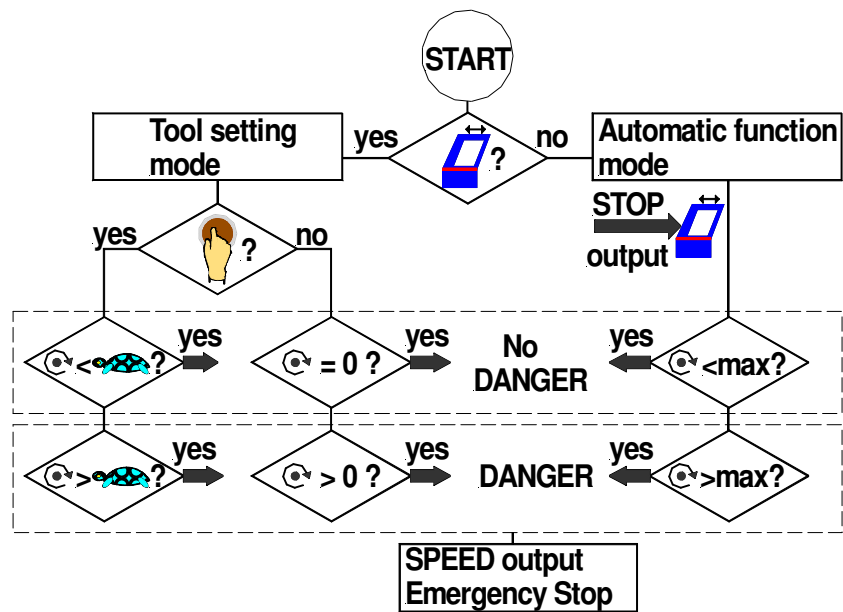 START
Tool setting
mode
yes
?
no
Automatic function
mode
STOP
output
yes
?
no
< ?
yes
= 0 ?
yes
No
DANGER
yes
<max?
> ?
yes
> 0 ?
yes
DANGER
yes
>max?
SPEED output
Emergency Stop